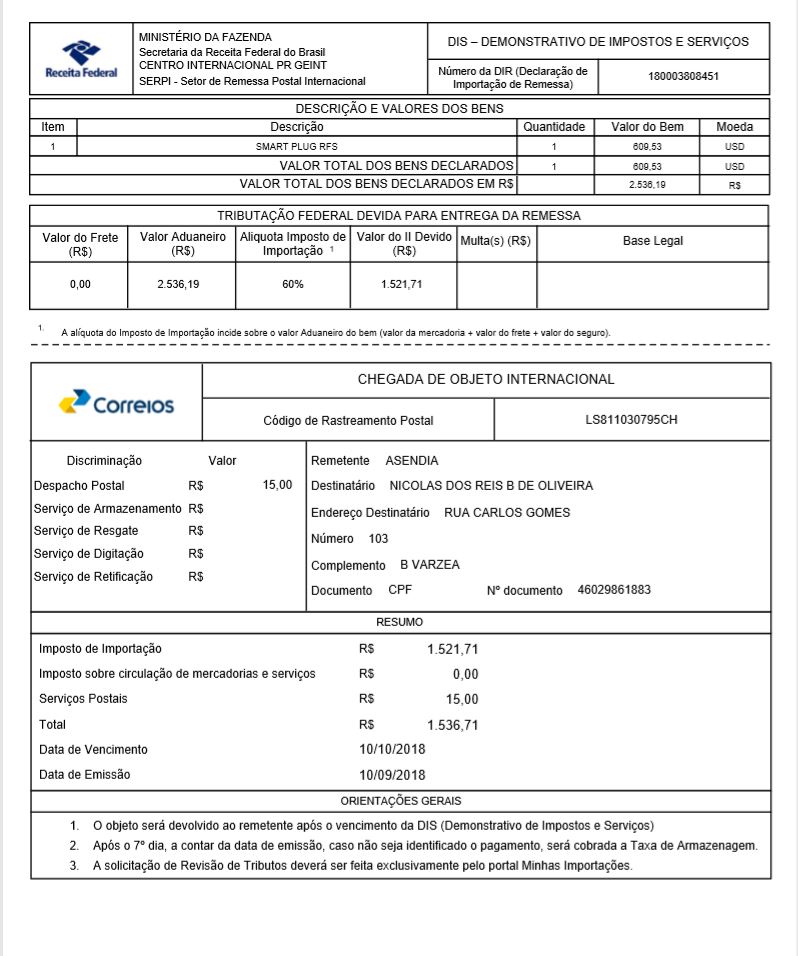 Receita Federal
MINISTÉRIO DA FAZENDA
Secretaria da Receita Federal do Brasil
CENTRO INTERNACIONAL PR GEINT
SERPI - Setor de Remessa Postal Internacional
DIS – DEMONSTRATIVO DE IMPOSTOS E SERVIÇOS
Número da DIR (Declaração de
Importação de Remessa)
180003808451
DESCRIÇÃO E VALORES DOS BENS
Item Descrição Quantidade Valor do Bem Moeda
1 SMART PLUG RFS 1 609,53 USD
VALOR TOTAL DOS BENS DECLARADOS 1 609,53 USD
VALOR TOTAL DOS BENS DECLARADOS EM R$ 2.536,19 R$
TRIBUTAÇÃO FEDERAL DEVIDA PARA ENTREGA DA REMESSA
Valor do Frete (R$) Valor Aduaneiro (R$) Aliquota Imposto de Importação 1 Valor do II Devido (R$) Multa(s) (R$) Base Legal
0,00 2.536,19 60% 1.521,71
1. A alíquota do Imposto de Importação incide sobre o valor Aduaneiro do bem (valor da mercadoria + valor do frete + valor do seguro).
Correios
CHEGADA DE OBJETO INTERNACIONAL
Código de Rastreamento Postal LS811030795CH
Discriminação Valor
Despacho Postal R$ 15,00
Serviço de Armazenamento R$
Serviço de Resgate R$
Serviço de Digitação R$
Serviço de Retificação R$
Remetente ASENDIA
Destinatário NICOLAS DOS REIS B DE OLIVEIRA
Endereço Destinatário RUA CARLOS GOMES
Número 103
Complemento B VARZEA
Documento CPF Nº documento 46029861883
RESUMO
Imposto de Importação R$ 1.521,71
Imposto sobre circulação de mercadorias e serviços R$ 0,00
Serviços Postais R$ 15,00
Total R$ 1.536,71
Data de Vencimento 10/10/2018
Data de Emissão 10/09/2018
ORIENTAÇÕES GERAIS
1. O objeto será devolvido ao remetente após o vencimento da DIS (Demonstrativo de Impostos e Serviços)
2. Após o 7º dia, a contar da data de emissão, caso não seja identificado o pagamento, será cobrada a Taxa de Armazenagem.
3. A solicitação de Revisão de Tributos deverá ser feita exclusivamente pelo portal Minhas Importações.